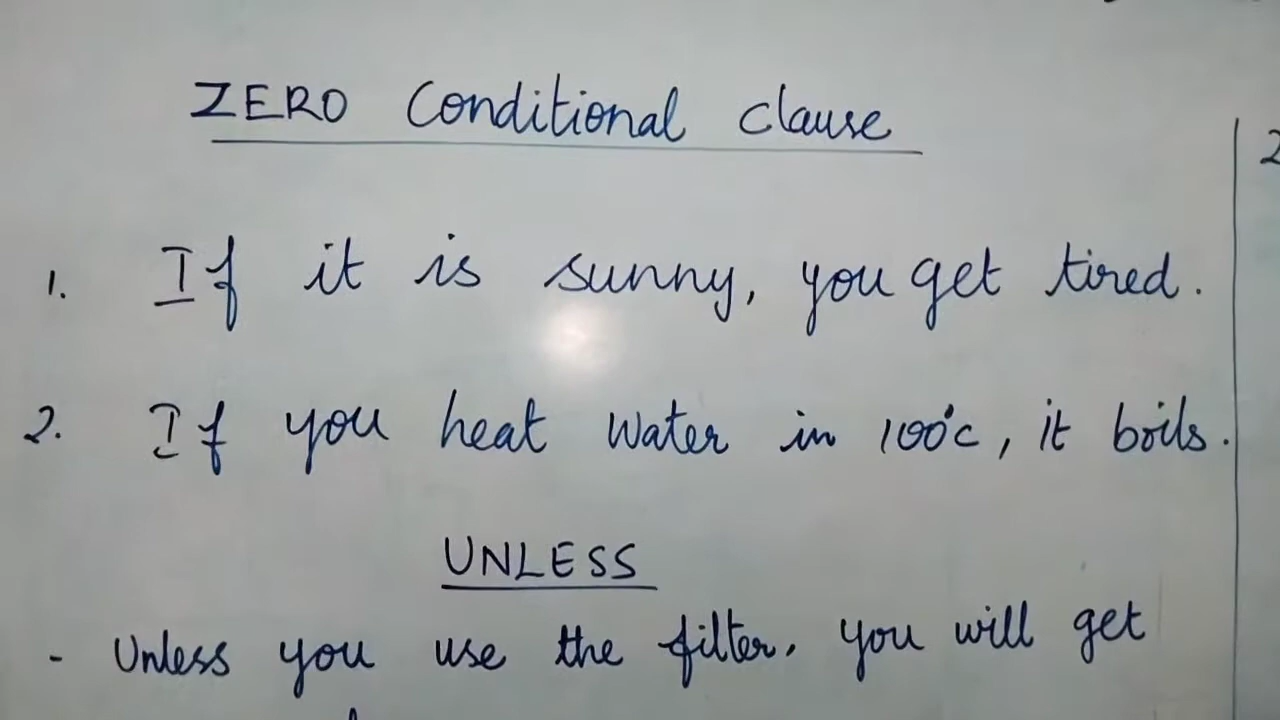 ZERO Conditional Clause
1. If it is sunny, you get tired.
2. If you heat water in 100°c, it boils.
UNLESS
- Unless you use the filter, you will get